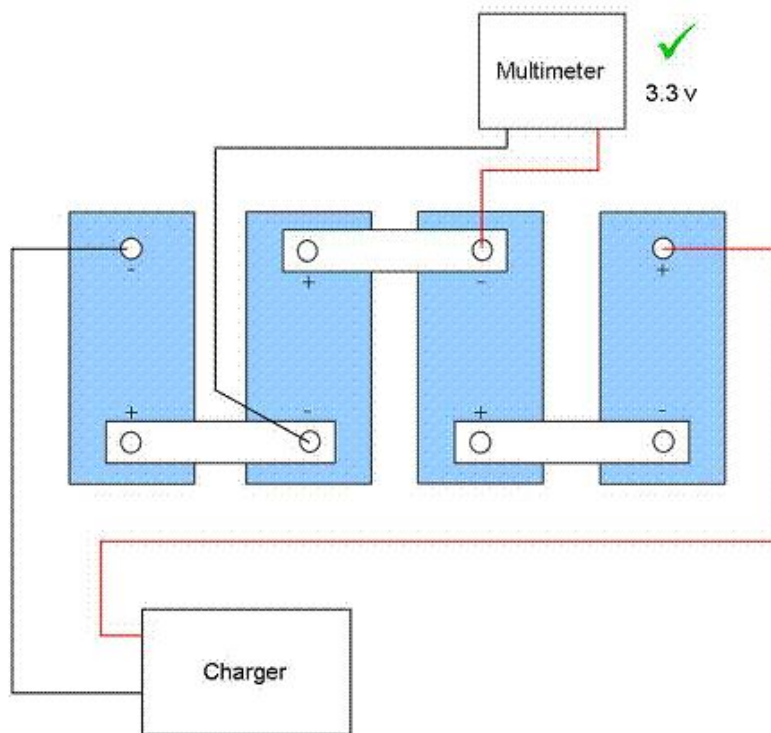 Multimeter
3.3 v
-
+
+
-
+
-
-
+
Charger